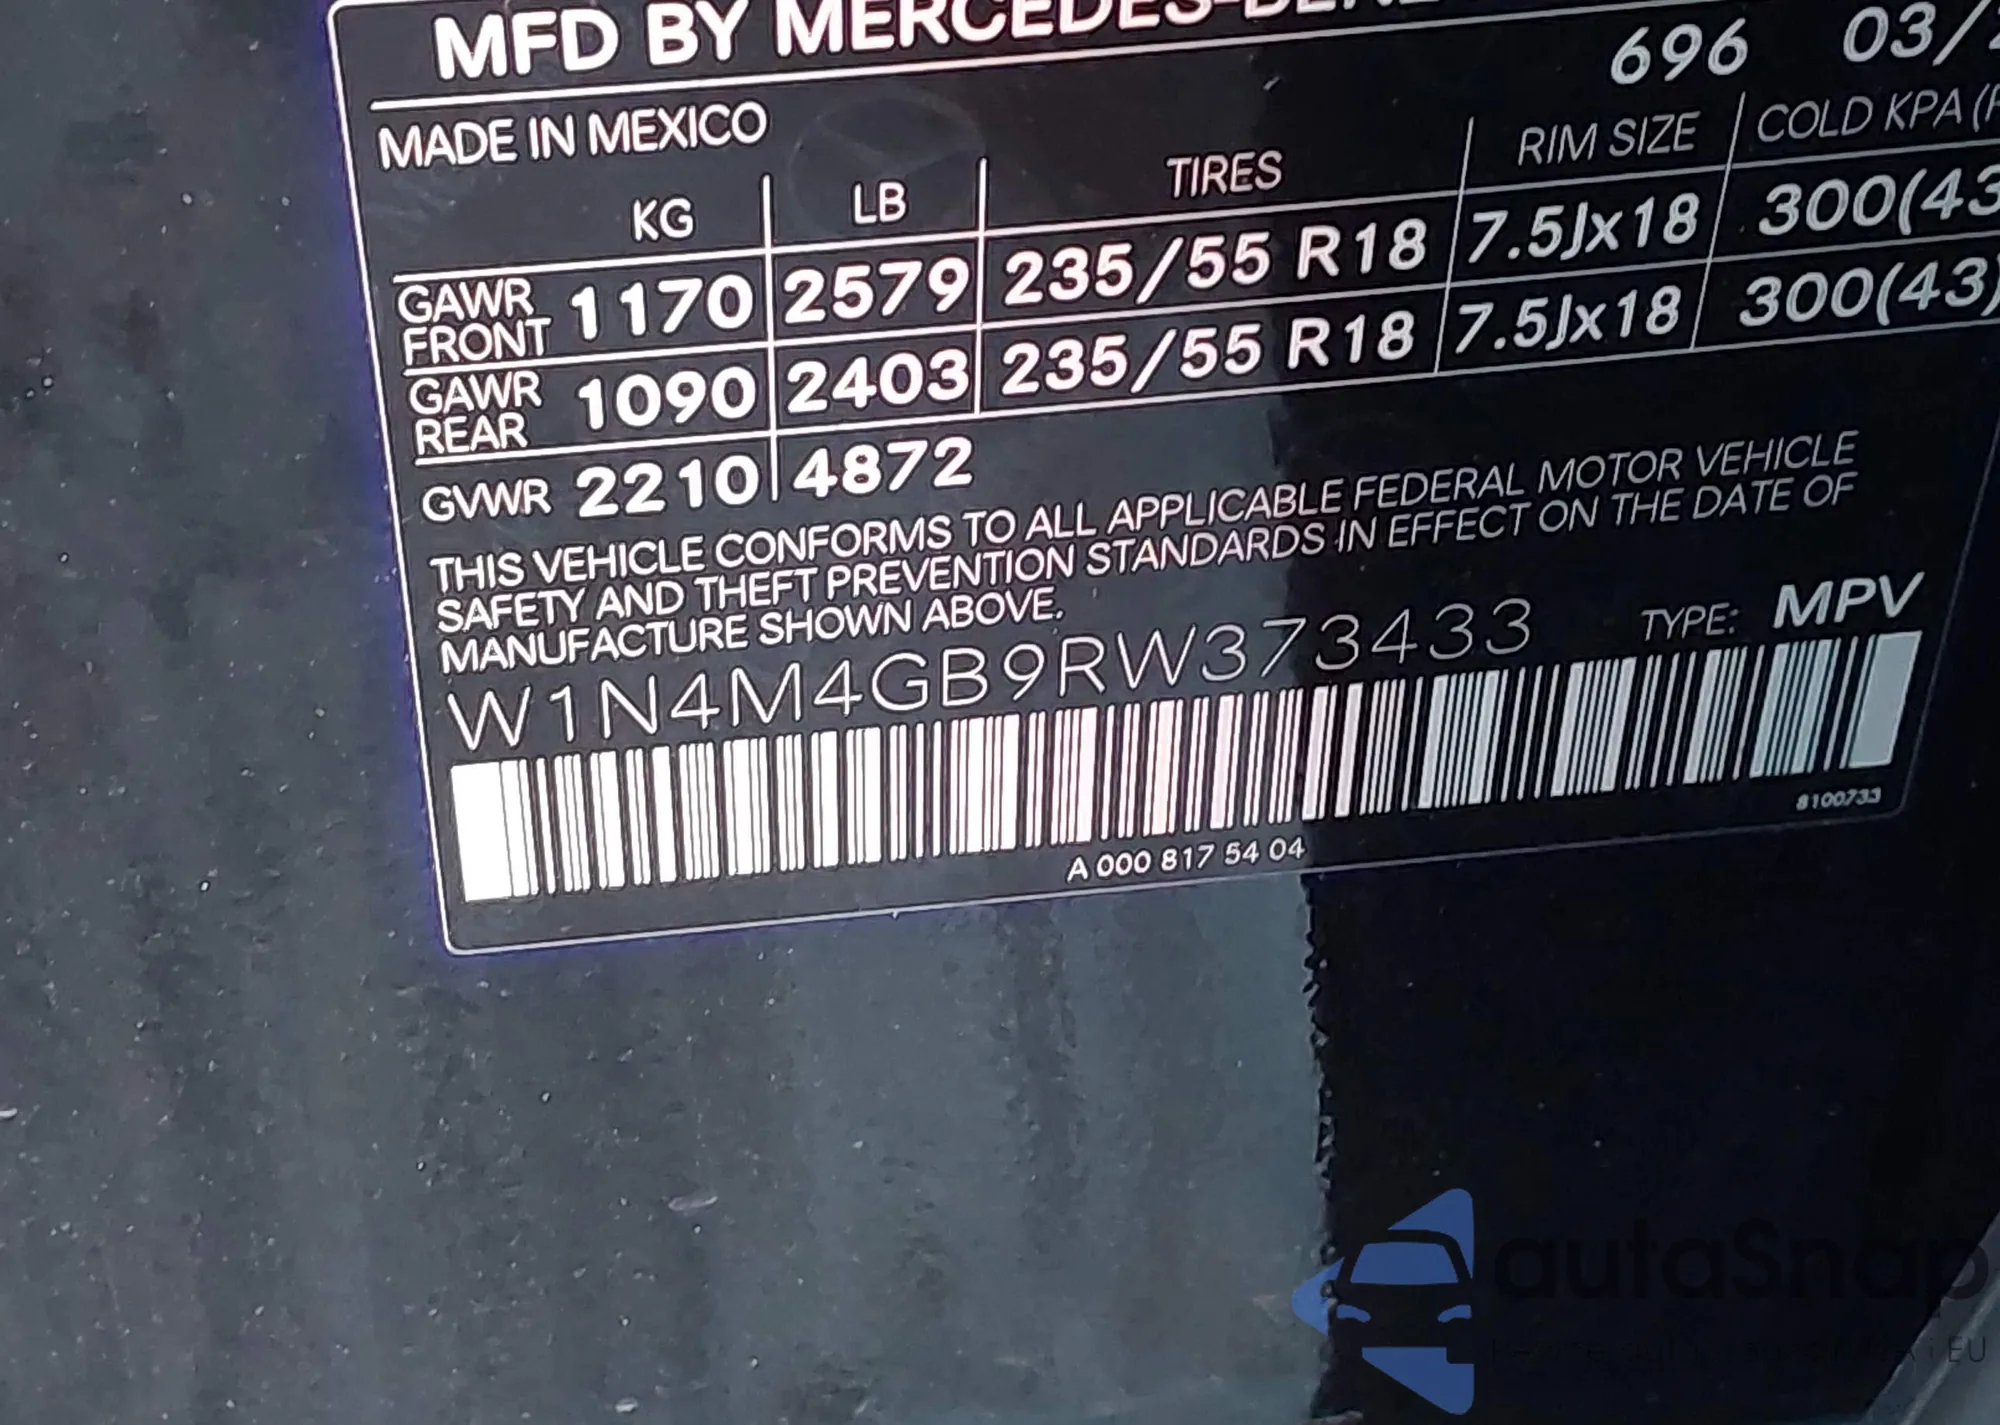 MFD BY MERCEDES-BENZ
696 03/
MADE IN MEXICO
KG LB TIRES RIM SIZE COLD KPA(P
GAWR FRONT 1170 2579 235/55 R18 7.5Jx18 300(43
GAWR REAR 1090 2403 235/55 R18 7.5Jx18 300(43)
GVWR 2210 4872
THIS VEHICLE CONFORMS TO ALL APPLICABLE FEDERAL MOTOR VEHICLE
SAFETY AND THEFT PREVENTION STANDARDS IN EFFECT ON THE DATE OF
MANUFACTURE SHOWN ABOVE.
W1N4M4GB9RW373433 TYPE: MPV
8100733
A 000 817 54 04
autaSnap